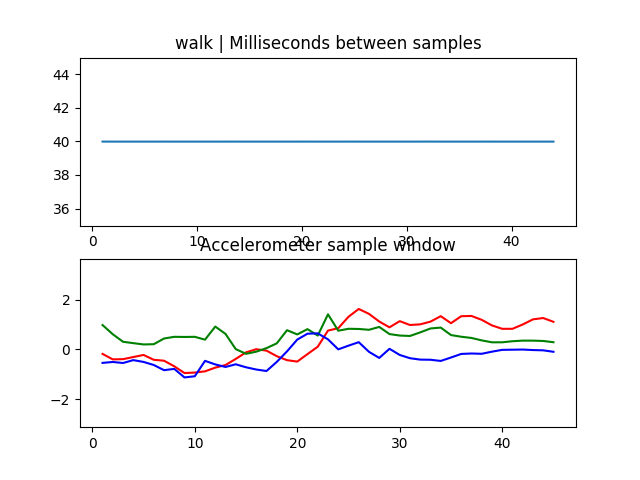 walk | Milliseconds between samples
44
42
40
38
36
0 10 20 30 40
Accelerometer sample window
2
0
−2
0 10 20 30 40